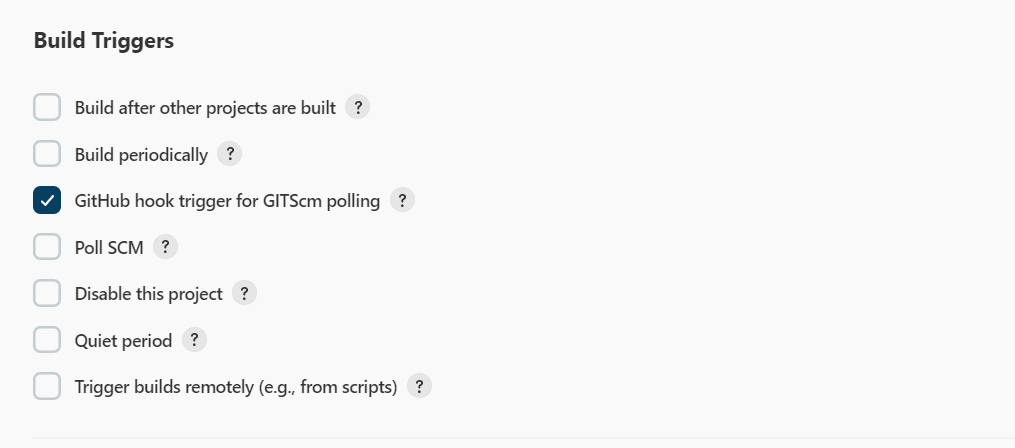 Build Triggers
Build after other projects are built ?
Build periodically ?
GitHub hook trigger for GITScm polling ?
Poll SCM ?
Disable this project ?
Quiet period ?
Trigger builds remotely (e.g., from scripts) ?